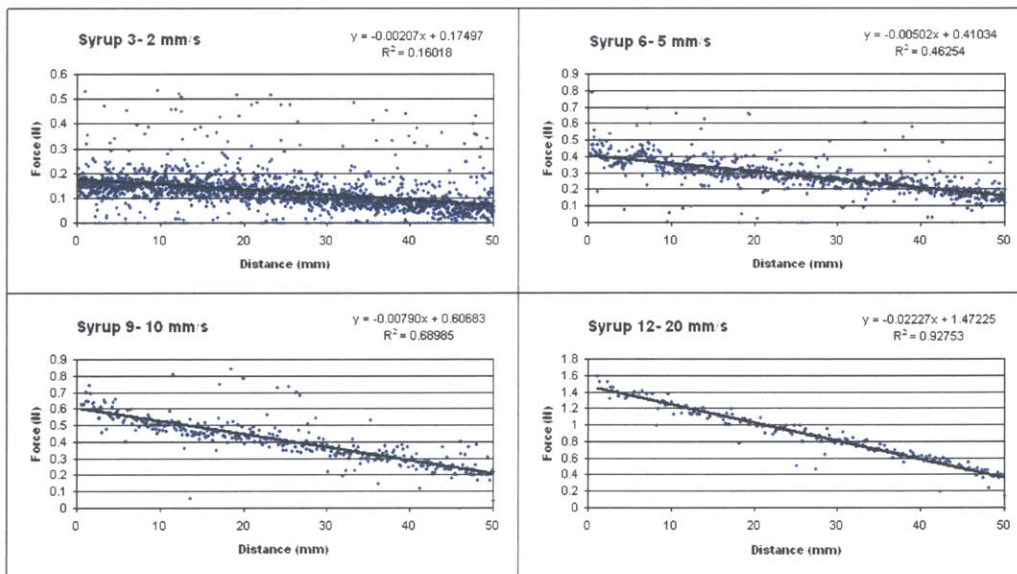 Syrup 3- 2 mm/s
y = -0.00207x + 0.17497
R² = 0.16018
0.6
0.5
0.4
0.3
0.2
0.1
0
Force (N)
0 10 20 30 40 50
Distance (mm)
Syrup 6- 5 mm/s
y = -0.00502x + 0.41034
R² = 0.46254
0.9
0.8
0.7
0.6
0.5
0.4
0.3
0.2
0.1
0
Force (N)
0 10 20 30 40 50
Distance (mm)
Syrup 9- 10 mm/s
y = -0.00790x + 0.60683
R² = 0.68985
0.9
0.8
0.7
0.6
0.5
0.4
0.3
0.2
0.1
0
Force (N)
0 10 20 30 40 50
Distance (mm)
Syrup 12- 20 mm/s
y = -0.02227x + 1.47225
R² = 0.92753
1.8
1.6
1.4
1.2
1
0.8
0.6
0.4
0.2
0
Force (N)
0 10 20 30 40 50
Distance (mm)